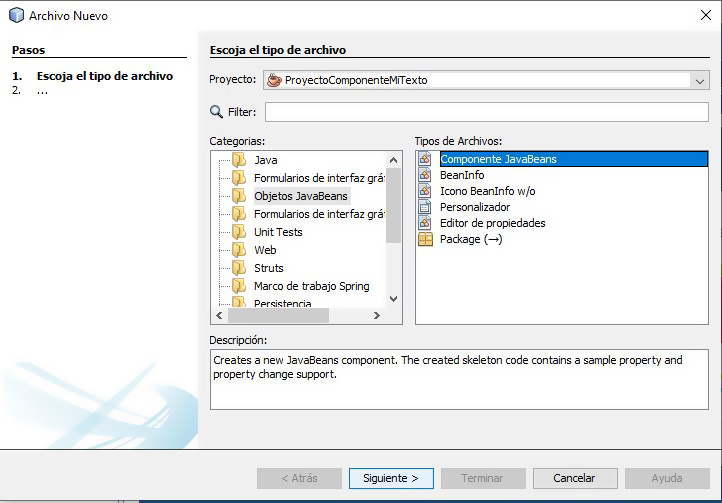 Archivo Nuevo
Pasos
1. Escoja el tipo de archivo
2. ...
Escoja el tipo de archivo
Proyecto: ProyectoComponenteMiTexto
Filter:
Categorias:
Java
Formularios de interfaz grá
Objetos JavaBeans
Formularios de interfaz grá
Unit Tests
Web
Struts
Marco de trabajo Spring
Persistencia
Tipos de Archivos:
Componente JavaBeans
BeanInfo
Icono BeanInfo w/o
Personalizador
Editor de propiedades
Package (→)
Descripción:
Creates a new JavaBeans component. The created skeleton code contains a sample property and
property change support.
< Atrás
Siguiente >
Terminar
Cancelar
Ayuda